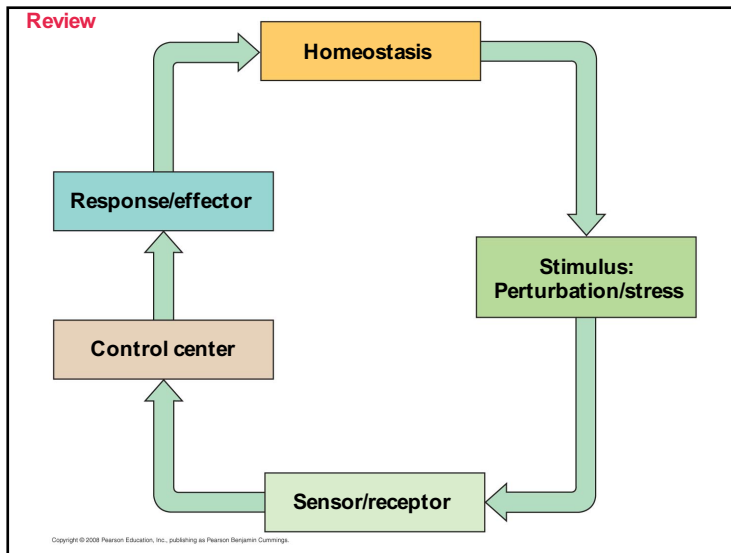 Review
Homeostasis
Response/effector
Stimulus:
Perturbation/stress
Control center
Sensor/receptor
Copyright © 2008 Pearson Education, Inc., publishing as Pearson Benjamin Cummings.